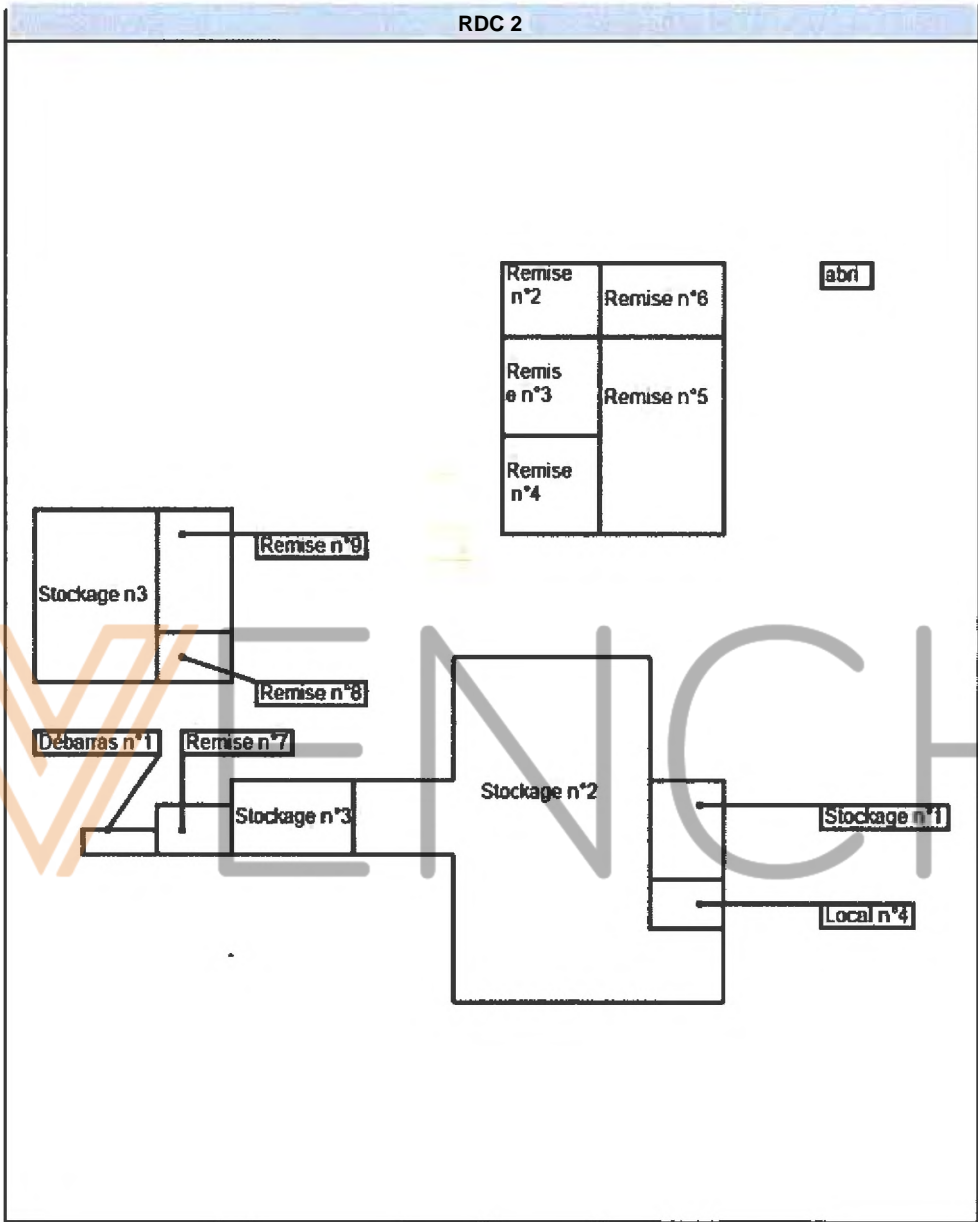 RDC 2
Remise
n°2
Remise n°6
abri
Remis
e n°3
Remise n°5
Remise
n°4
Remise n°9
Stockage n3
Remise n°8
Débarras n°1
Remise n°7
Stockage n°2
Stockage n°3
Stockage n°1
Local n°4
VENCH